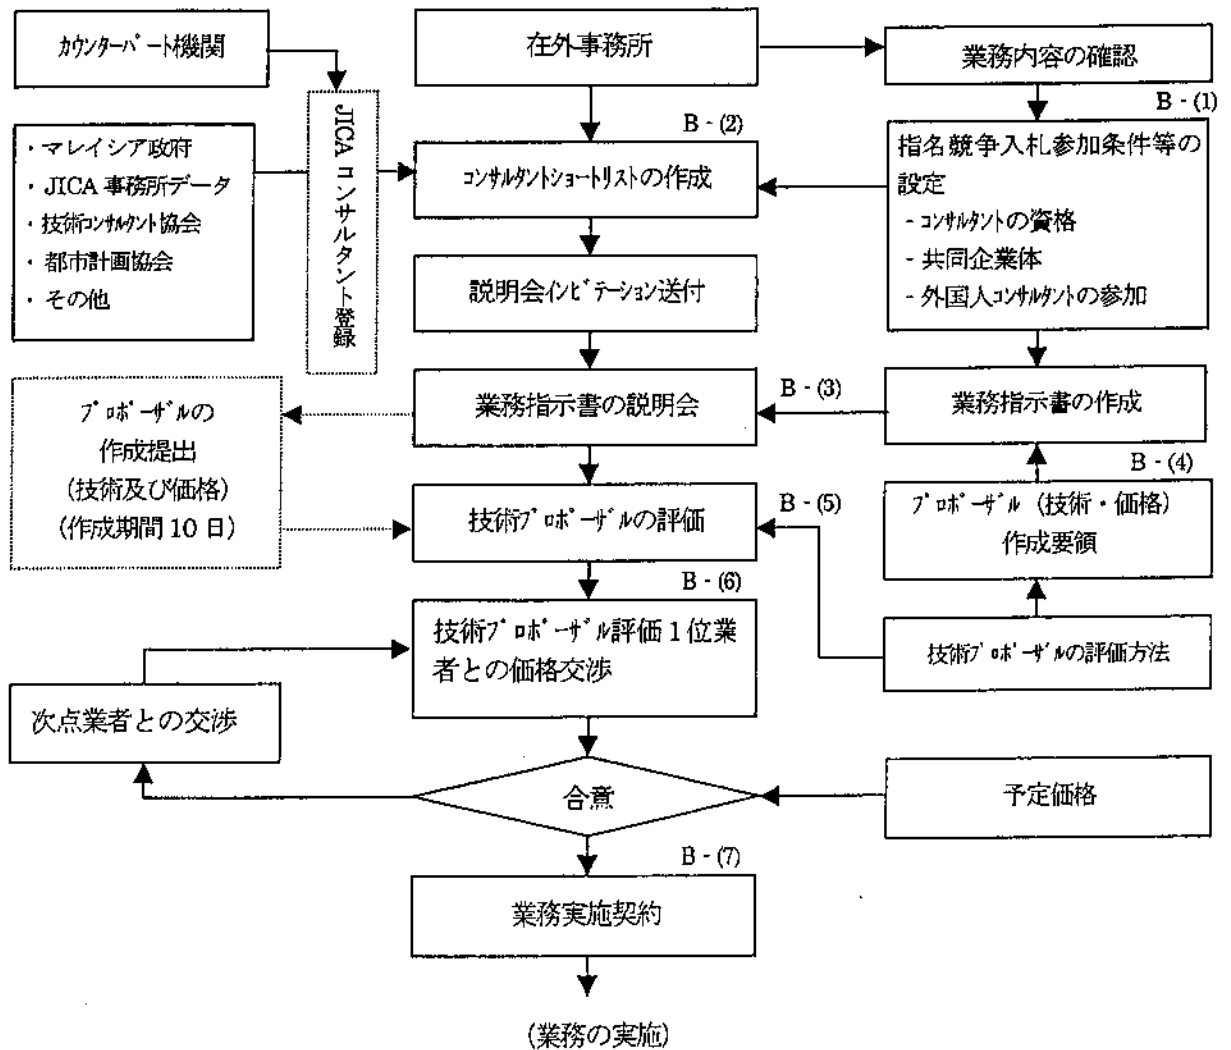 ｶｳﾝﾀｰﾊﾟｰﾄ機関
在外事務所
業務内容の確認
B - (1)
JICA コンサルタント登録
・マレイシア政府
・JICA 事務所データ
・技術ｺﾝｻﾙﾀﾝﾄ協会
・都市計画協会
・その他
B - (2)
ｺﾝｻﾙﾀﾝﾄｼｮｰﾄﾘｽﾄの作成
指名競争入札参加条件等の
設定
- ｺﾝｻﾙﾀﾝﾄの資格
- 共同企業体
- 外国人ｺﾝｻﾙﾀﾝﾄの参加
説明会ｲﾝﾋﾞﾃｰｼｮﾝ送付
ﾌﾟﾛﾎﾟｰｻﾞﾙの
作成提出
(技術及び価格)
(作成期間 10 日)
業務指示書の説明会
B - (3)
業務指示書の作成
B - (4)
技術ﾌﾟﾛﾎﾟｰｻﾞﾙの評価
B - (5)
ﾌﾟﾛﾎﾟｰｻﾞﾙ（技術・価格）
作成要領
B - (6)
技術ﾌﾟﾛﾎﾟｰｻﾞﾙ評価１位業
者との価格交渉
技術ﾌﾟﾛﾎﾟｰｻﾞﾙの評価方法
次点業者との交渉
合意
予定価格
B - (7)
業務実施契約
(業務の実施)